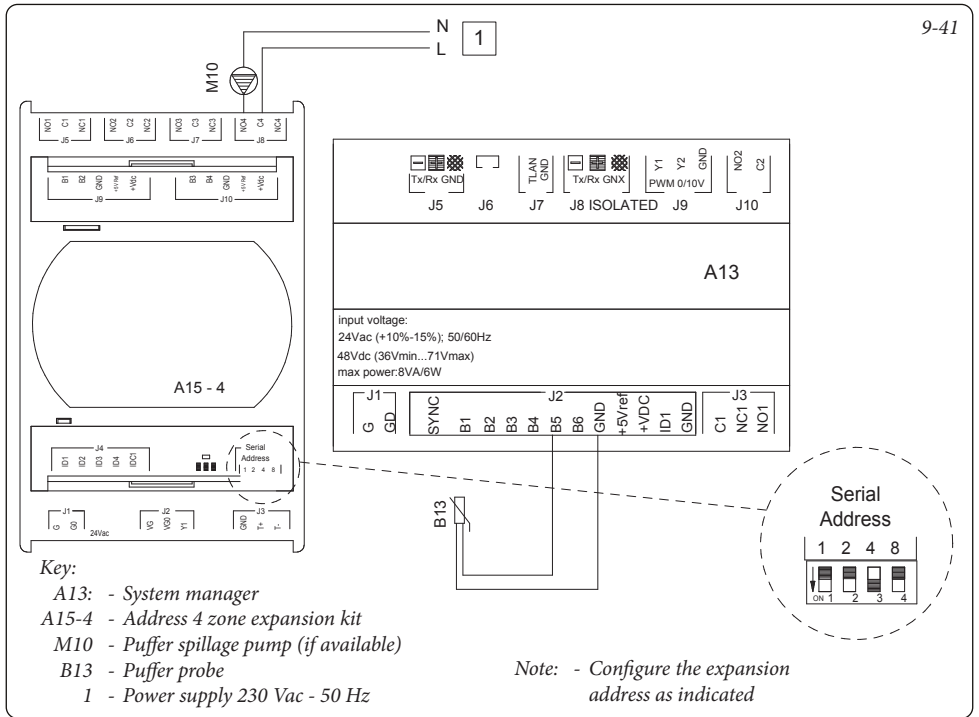 9-41
N
L
1
M10
NO1 C1 NC1 NO2 C2 NC2 NO3 C3 NC3 NO4 C4 NC4
J5 J6 J7 J8
B1 B2 GND +5V Ref +Vdc B3 B4 GND +5V Ref +Vdc
J9 J10
A15 - 4
J4
ID1 ID2 ID3 ID4 IDC1
Serial
Address
1 2 4 8
J1 J2 J3
G G0 VG VG0 Y1 GND T+ T-
24Vac
Tx/Rx GND TLAN GND Tx/Rx GNX Y1 Y2 GND NO2 C2
PWM 0/10V
J5 J6 J7 J8 ISOLATED J9 J10
A13
input voltage:
24Vac (+10%-15%); 50/60Hz
48Vdc (36Vmin...71Vmax)
max power:8VA/6W
J1 J2 J3
G GD SYNC B1 B2 B3 B4 B5 B6 GND +5Vref +VDC ID1 GND C1 NC1 NO1
B13
Serial
Address
1 2 4 8
ON 1 2 3 4
Key:
A13: - System manager
A15-4 - Address 4 zone expansion kit
M10 - Puffer spillage pump (if available)
B13 - Puffer probe
1 - Power supply 230 Vac - 50 Hz
Note: - Configure the expansion
address as indicated